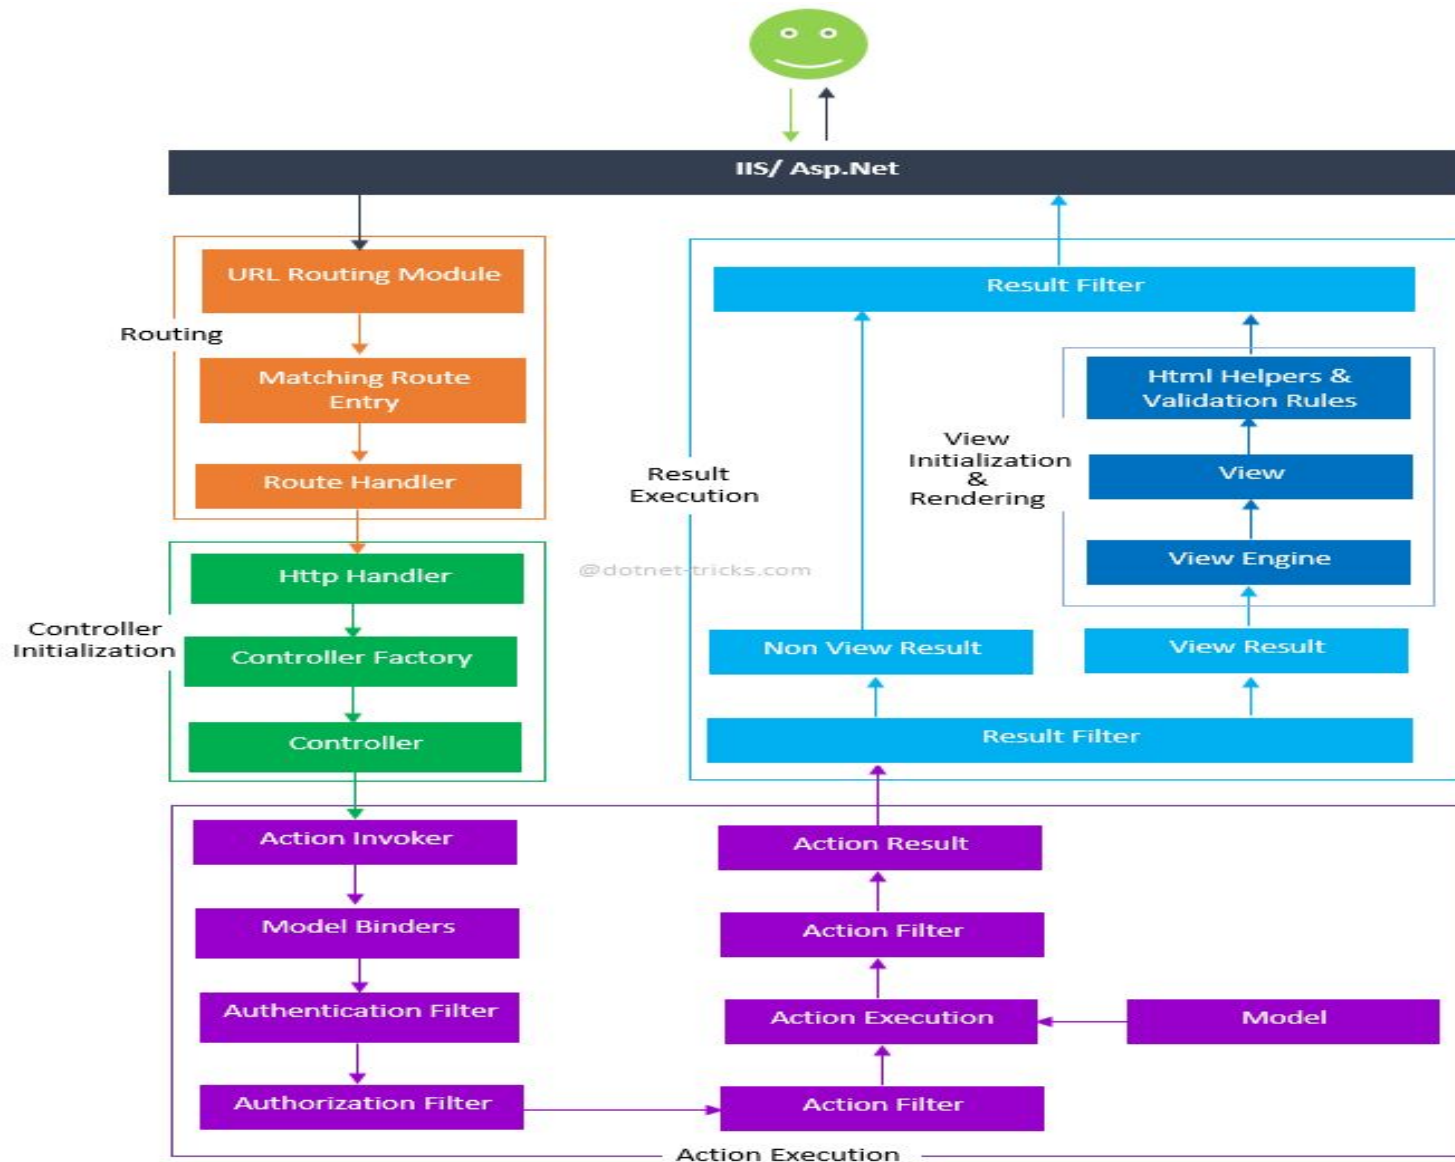 IIS/ Asp.Net
URL Routing Module
Routing
Matching Route
Entry
Route Handler
Http Handler
Controller
Initialization
Controller Factory
Controller
Result Filter
Html Helpers &
Validation Rules
View
Initialization
&
Rendering
View
Result
Execution
View Engine
@dotnet-tricks.com
Non View Result
View Result
Result Filter
Action Invoker
Model Binders
Authentication Filter
Authorization Filter
Action Result
Action Filter
Action Execution
Model
Action Filter
Action Execution